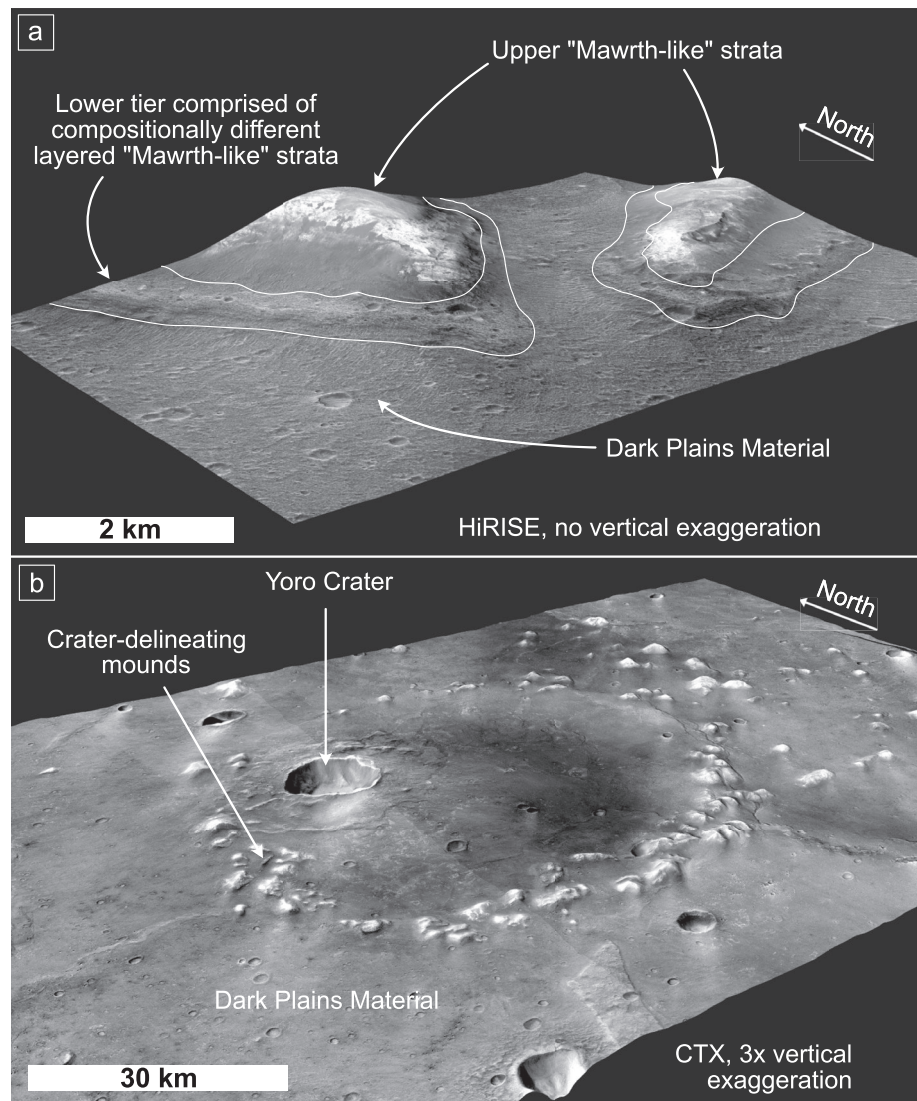 a
Upper "Mawrth-like" strata
Lower tier comprised of
compositionally different
layered "Mawrth-like" strata
North
Dark Plains Material
2 km
HiRISE, no vertical exaggeration
b
Yoro Crater
North
Crater-delineating
mounds
Dark Plains Material
30 km
CTX, 3x vertical
exaggeration